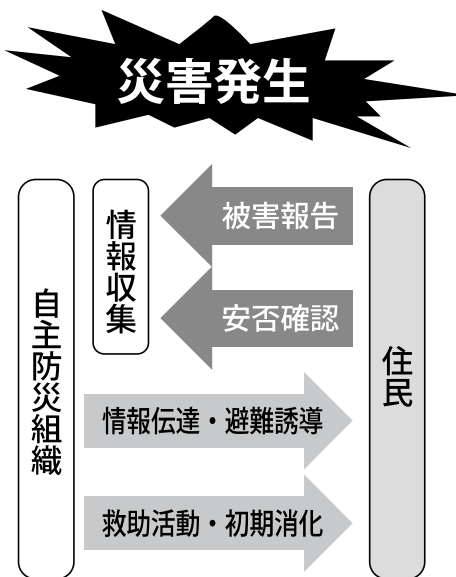 災害発生
自主防災組織
情報収集
被害報告
安否確認
住民
情報伝達・避難誘導
救助活動・初期消化